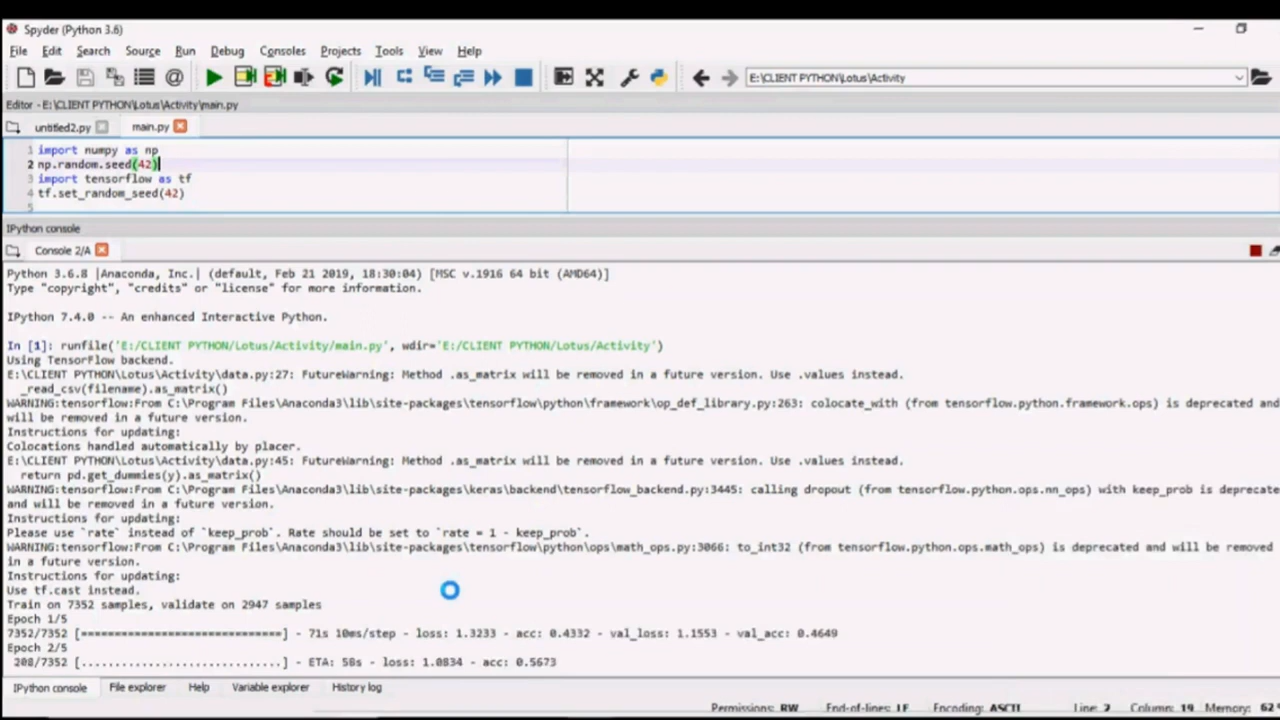 Spyder (Python 3.6)
File Edit Search Source Run Debug Consoles Projects Tools View Help
E:\CLIENT PYTHON\Lotus\Activity
Editor - E:\CLIENT PYTHON\Lotus\Activity\main.py
untitled2.py main.py
1 import numpy as np
2 np.random.seed(42)
3 import tensorflow as tf
4 tf.set_random_seed(42)
5
IPython console
Console 2/A
Python 3.6.8 |Anaconda, Inc.| (default, Feb 21 2019, 18:30:04) [MSC v.1916 64 bit (AMD64)]
Type "copyright", "credits" or "license" for more information.
IPython 7.4.0 -- An enhanced Interactive Python.
In [1]: runfile('E:/CLIENT PYTHON/Lotus/Activity/main.py', wdir='E:/CLIENT PYTHON/Lotus/Activity')
Using TensorFlow backend.
E:\CLIENT PYTHON\Lotus\Activity\data.py:27: FutureWarning: Method .as_matrix will be removed in a future version. Use .values instead.
_read_csv(filename).as_matrix()
WARNING:tensorflow:From C:\Program Files\Anaconda3\lib\site-packages\tensorflow\python\framework\op_def_library.py:263: colocate_with (from tensorflow.python.framework.ops) is deprecated and
will be removed in a future version.
Instructions for updating:
Colocations handled automatically by placer.
E:\CLIENT PYTHON\Lotus\Activity\data.py:45: FutureWarning: Method .as_matrix will be removed in a future version. Use .values instead.
return pd.get_dummies(y).as_matrix()
WARNING:tensorflow:From C:\Program Files\Anaconda3\lib\site-packages\keras\backend\tensorflow_backend.py:3445: calling dropout (from tensorflow.python.ops.nn_ops) with keep_prob is deprecate
and will be removed in a future version.
Instructions for updating:
Please use `rate` instead of `keep_prob`. Rate should be set to `rate = 1 - keep_prob`.
WARNING:tensorflow:From C:\Program Files\Anaconda3\lib\site-packages\tensorflow\python\ops\math_ops.py:3066: to_int32 (from tensorflow.python.ops.math_ops) is deprecated and will be removed
in a future version.
Instructions for updating:
Use tf.cast instead.
Train on 7352 samples, validate on 2947 samples
Epoch 1/5
7352/7352 [==============================] - 71s 10ms/step - loss: 1.3233 - acc: 0.4332 - val_loss: 1.1553 - val_acc: 0.4649
Epoch 2/5
208/7352 [..............................] - ETA: 58s - loss: 1.0834 - acc: 0.5673
IPython console File explorer Help Variable explorer History log
Permissions: RW End-of-lines: LF Encoding: ASCII Line: 2 Column: 19 Memory: 62